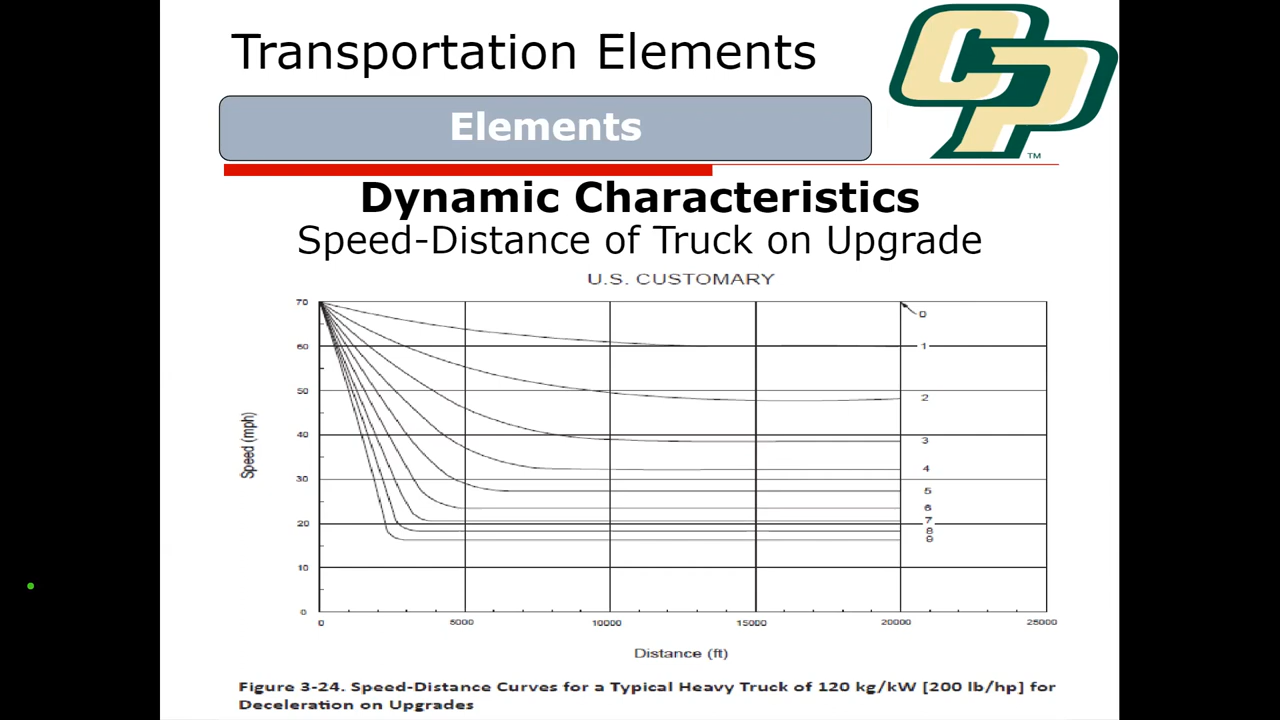 Transportation Elements
CP
TM
Elements
Dynamic Characteristics
Speed-Distance of Truck on Upgrade
U.S. CUSTOMARY
70
60
50
40
30
20
10
0
Speed (mph)
0
1
2
3
4
5
6
7
8
9
0
5000
10000
15000
20000
25000
Distance (ft)
Figure 3-24. Speed-Distance Curves for a Typical Heavy Truck of 120 kg/kW [200 lb/hp] for
Deceleration on Upgrades